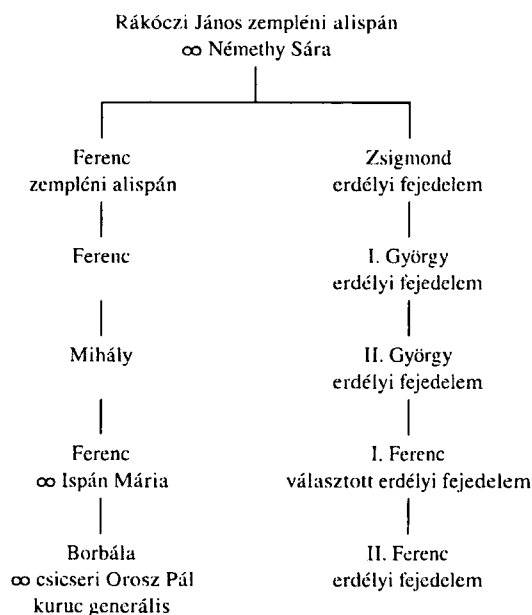 Rákóczi János zempléni alispán
∞ Némethy Sára
Ferenc
zempléni alispán
Zsigmond
erdélyi fejedelem
Ferenc
I. György
erdélyi fejedelem
Mihály
II. György
erdélyi fejedelem
Ferenc
∞ Ispán Mária
I. Ferenc
választott erdélyi fejedelem
Borbála
∞ csicseri Orosz Pál
kuruc generális
II. Ferenc
erdélyi fejedelem